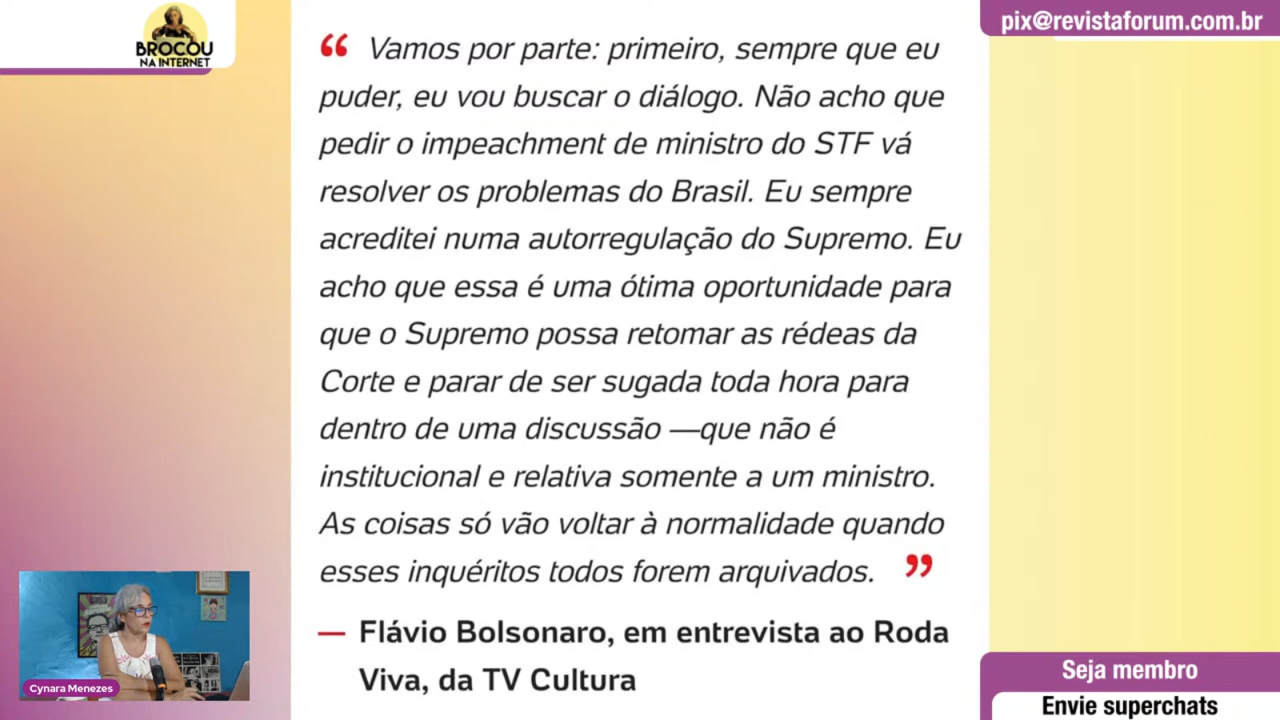 BROCOU
NA INTERNET
pix@revistaforum.com.br
“ Vamos por parte: primeiro, sempre que eu
puder, eu vou buscar o diálogo. Não acho que
pedir o impeachment de ministro do STF vá
resolver os problemas do Brasil. Eu sempre
acreditei numa autorregulação do Supremo. Eu
acho que essa é uma ótima oportunidade para
que o Supremo possa retomar as rédeas da
Corte e parar de ser sugada toda hora para
dentro de uma discussão —que não é
institucional e relativa somente a um ministro.
As coisas só vão voltar à normalidade quando
esses inquéritos todos forem arquivados. ”
— Flávio Bolsonaro, em entrevista ao Roda
Viva, da TV Cultura
Cynara Menezes
Seja membro
Envie superchats